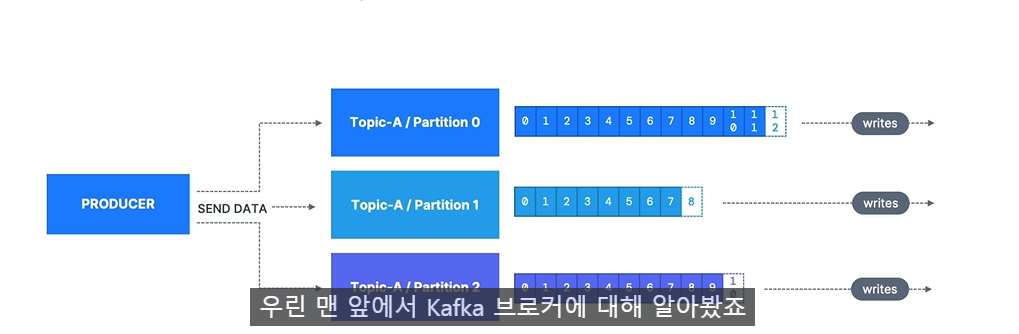 Topic-A / Partition 0
0 1 2 3 4 5 6 7 8 9 10 11 12
writes
PRODUCER
SEND DATA
Topic-A / Partition 1
0 1 2 3 4 5 6 7 8
writes
Topic-A / Partition 2
0 1 2 3 4 5 6 7 8 9
writes
우린 맨 앞에서 Kafka 브로커에 대해 알아봤죠